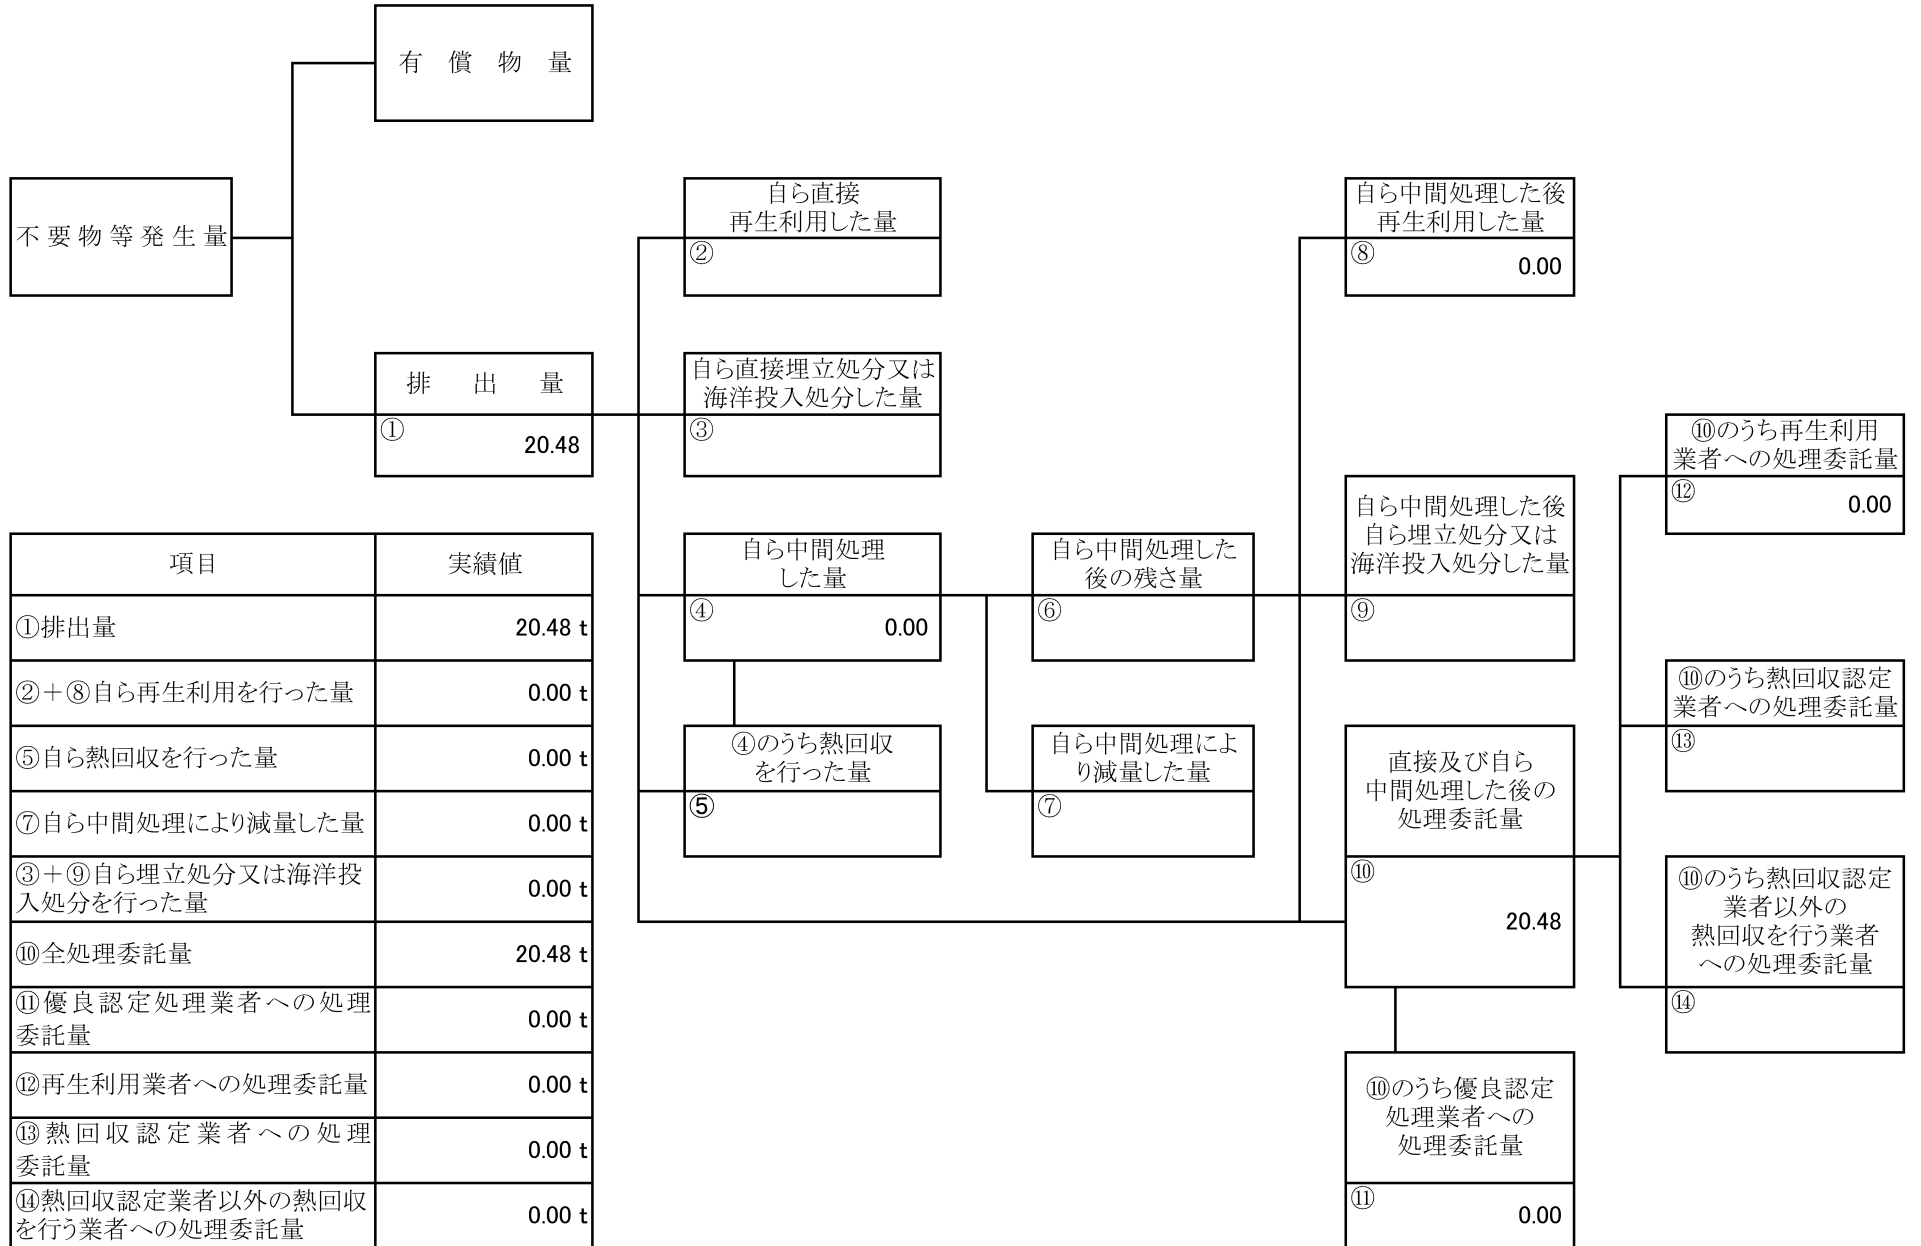 有償物量
不要物等発生量
排出量
①
20.48
自ら直接
再生利用した量
②
自ら直接埋立処分又は
海洋投入処分した量
③
自ら中間処理
した量
④
0.00
④のうち熱回収
を行った量
⑤
自ら中間処理した
後の残さ量
⑥
自ら中間処理によ
り減量した量
⑦
自ら中間処理した後
再生利用した量
⑧
0.00
自ら中間処理した後
自ら埋立処分又は
海洋投入処分した量
⑨
直接及び自ら
中間処理した後の
処理委託量
⑩
20.48
⑩のうち優良認定
処理業者への
処理委託量
⑪
0.00
⑩のうち再生利用
業者への処理委託量
⑫
0.00
⑩のうち熱回収認定
業者への処理委託量
⑬
⑩のうち熱回収認定
業者以外の
熱回収を行う業者
への処理委託量
⑭
項目 実績値
①排出量 20.48 t
②+⑧自ら再生利用を行った量 0.00 t
⑤自ら熱回収を行った量 0.00 t
⑦自ら中間処理により減量した量 0.00 t
③+⑨自ら埋立処分又は海洋投
入処分を行った量 0.00 t
⑩全処理委託量 20.48 t
⑪優良認定処理業者への処理
委託量 0.00 t
⑫再生利用業者への処理委託量 0.00 t
⑬熱回収認定業者への処理
委託量 0.00 t
⑭熱回収認定業者以外の熱回収
を行う業者への処理委託量 0.00 t